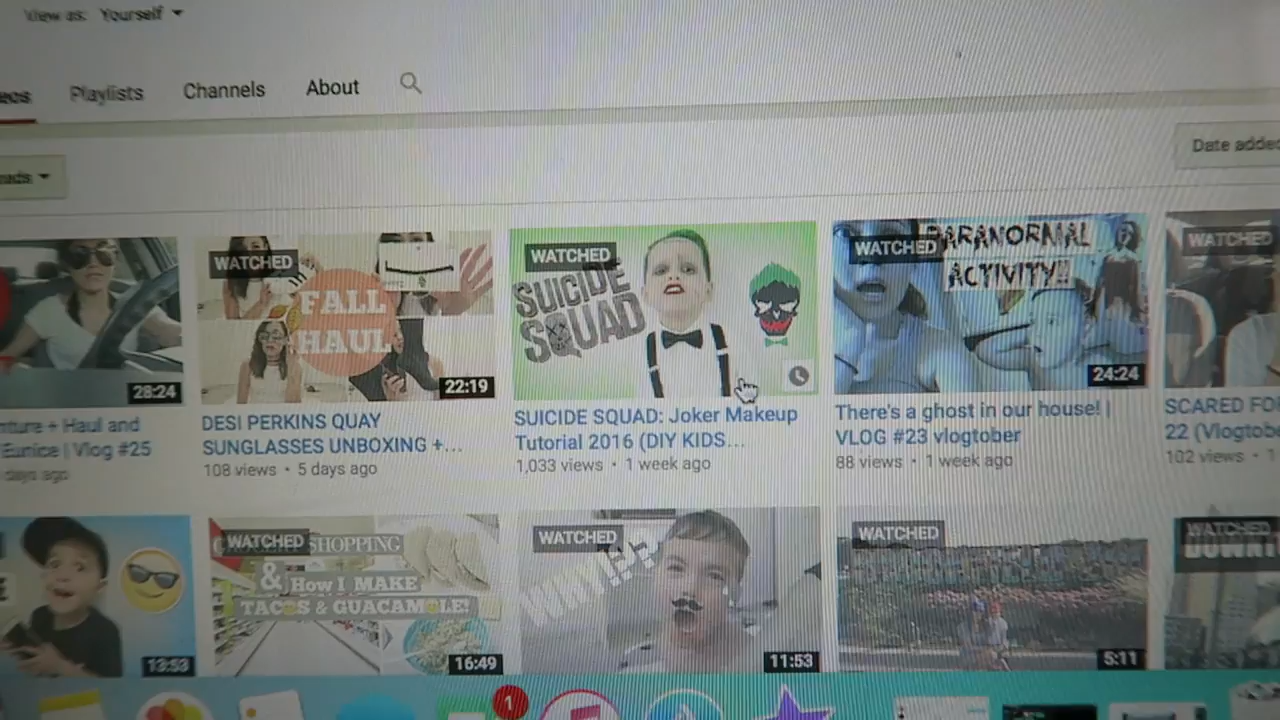 View as: Yourself
Playlists
Channels
About
Date added
WATCHED
FALL
HAUL
WATCHED
SUICIDE
SQUAD
WATCHED
PARANORMAL
ACTIVITY!!
WATCHED
28:24
22:19
24:24
Haul and
Eunice | Vlog #25
days ago
DESI PERKINS QUAY
SUNGLASSES UNBOXING +...
108 views • 5 days ago
SUICIDE SQUAD: Joker Makeup
Tutorial 2016 (DIY KIDS...
1,033 views • 1 week ago
There's a ghost in our house! |
VLOG #23 vlogtober
88 views • 1 week ago
SCARED
22
102 views • 1
WATCHED
SHOPPING
& How I MAKE
TACOS & GUACAMOLE!
WATCHED
WHY!?!?
WATCHED
WATCHED
13:53
16:49
11:53
5:11
1